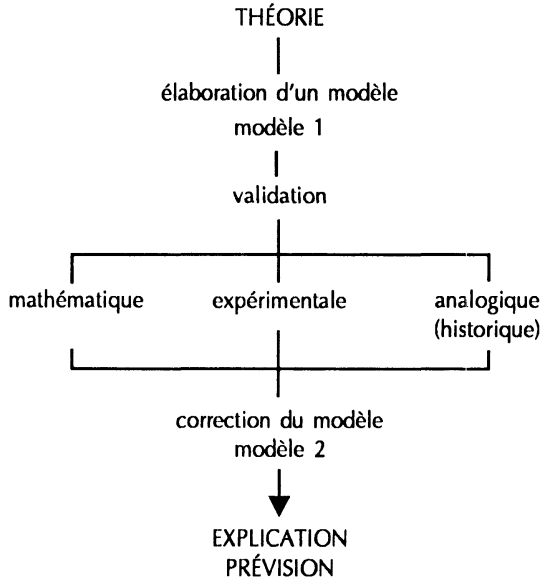 THÉORIE
élaboration d'un modèle
modèle 1
validation
mathématique expérimentale analogique
(historique)
correction du modèle
modèle 2
EXPLICATION
PRÉVISION